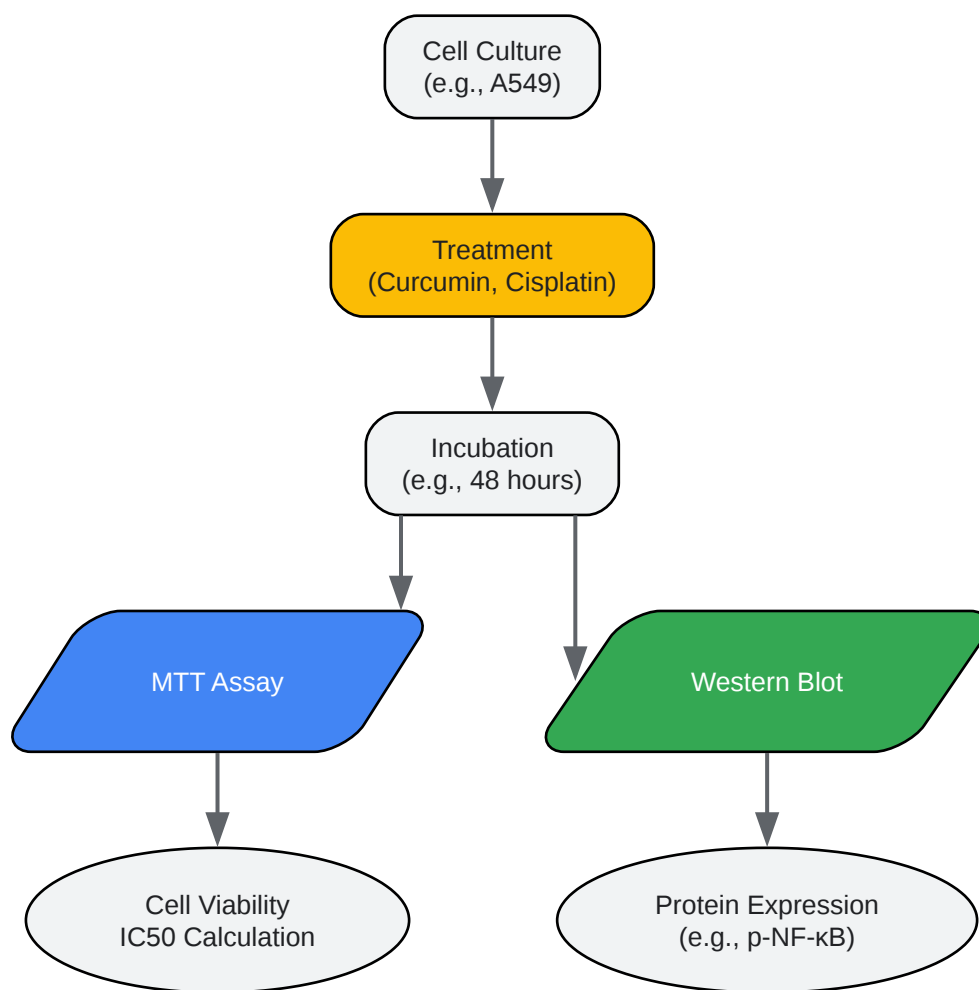 Cell Culture
(e.g., A549)
Treatment
(Curcumin, Cisplatin)
Incubation
(e.g., 48 hours)
MTT Assay
Western Blot
Cell Viability
IC50 Calculation
Protein Expression
(e.g., p-NF-κB)